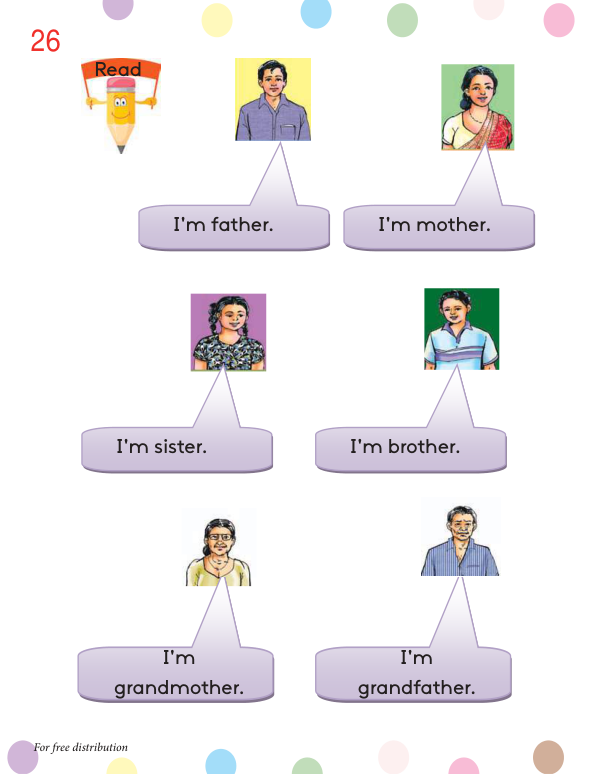 26
Read
I'm father.
I'm mother.
I'm sister.
I'm brother.
I'm
grandmother.
I'm
grandfather.
For free distribution